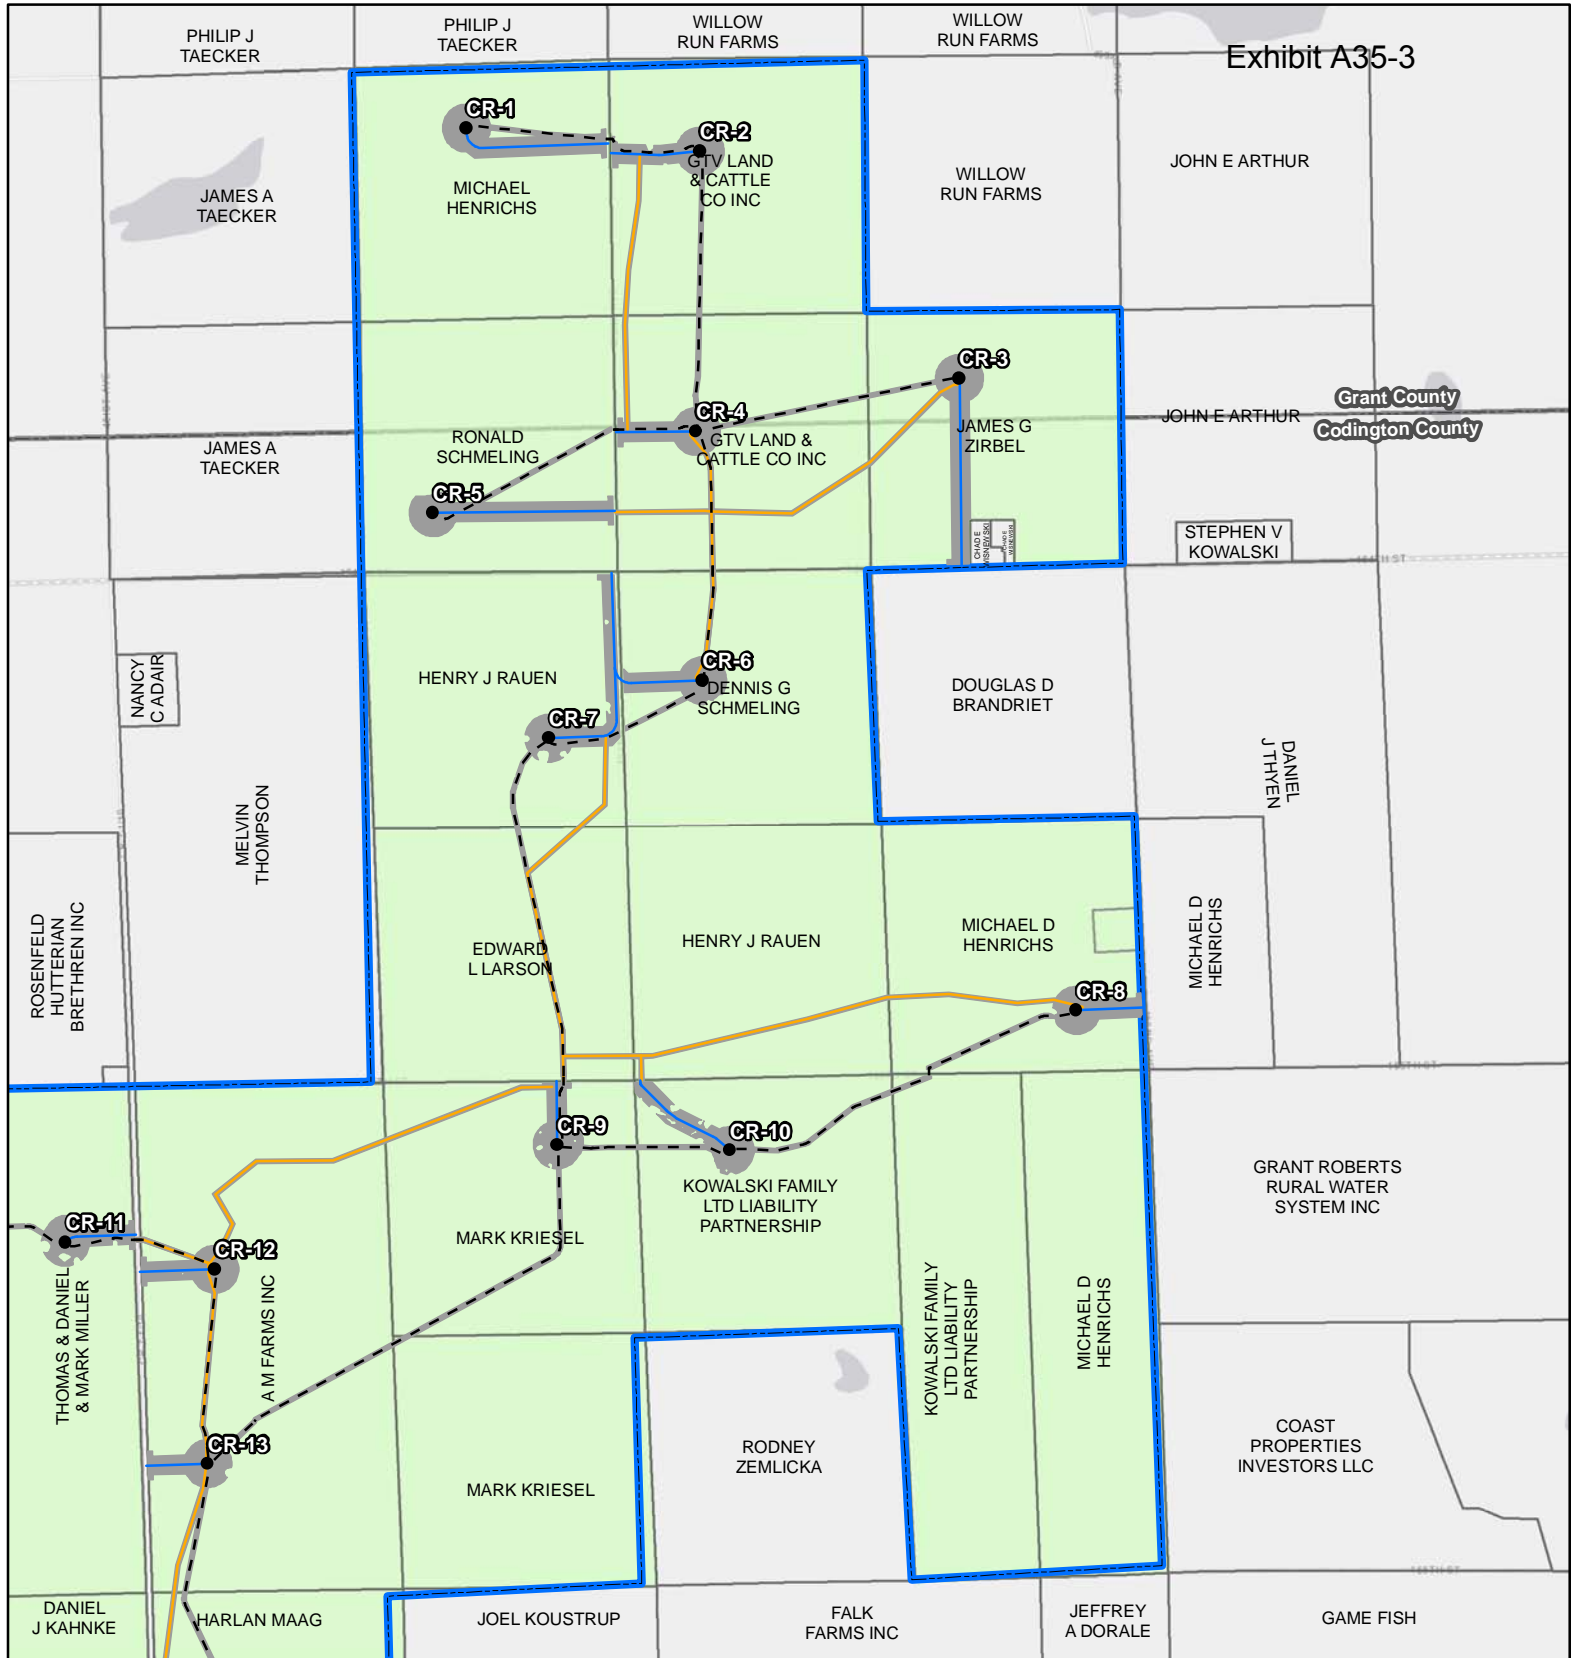 PHILIP J
TAECKER
PHILIP J
TAECKER
WILLOW
RUN FARMS
WILLOW
RUN FARMS
Exhibit A35-3
CR-1
CR-2
GTV LAND
& CATTLE
CO INC
JAMES A
TAECKER
MICHAEL
HENRICHS
WILLOW
RUN FARMS
JOHN E ARTHUR
CR-3
CR-4
Grant County
JOHN E ARTHUR
Codington County
JAMES A
TAECKER
RONALD
SCHMELING
GTV LAND &
CATTLE CO INC
JAMES G
ZIRBEL
CR-5
CHAD E
WISNEWSKI
CHAD E
WISNEWSKI
STEPHEN V
KOWALSKI
NANCY
C ADAIR
HENRY J RAUEN
CR-6
DENNIS G
SCHMELING
CR-7
DOUGLAS D
BRANDRIET
DANIEL
J THYEN
MELVIN
THOMPSON
ROSENFELD
HUTTERIAN
BRETHREN INC
EDWARD
L LARSON
HENRY J RAUEN
MICHAEL D
HENRICHS
MICHAEL D
HENRICHS
CR-8
CR-9
CR-10
KOWALSKI FAMILY
LTD LIABILITY
PARTNERSHIP
GRANT ROBERTS
RURAL WATER
SYSTEM INC
CR-11
CR-12
MARK KRIESEL
THOMAS & DANIEL
& MARK MILLER
A M FARMS INC
KOWALSKI FAMILY
LTD LIABILITY
PARTNERSHIP
MICHAEL D
HENRICHS
CR-13
MARK KRIESEL
RODNEY
ZEMLICKA
COAST
PROPERTIES
INVESTORS LLC
DANIEL
J KAHNKE
HARLAN MAAG
JOEL KOUSTRUP
FALK
FARMS INC
JEFFREY
A DORALE
GAME FISH